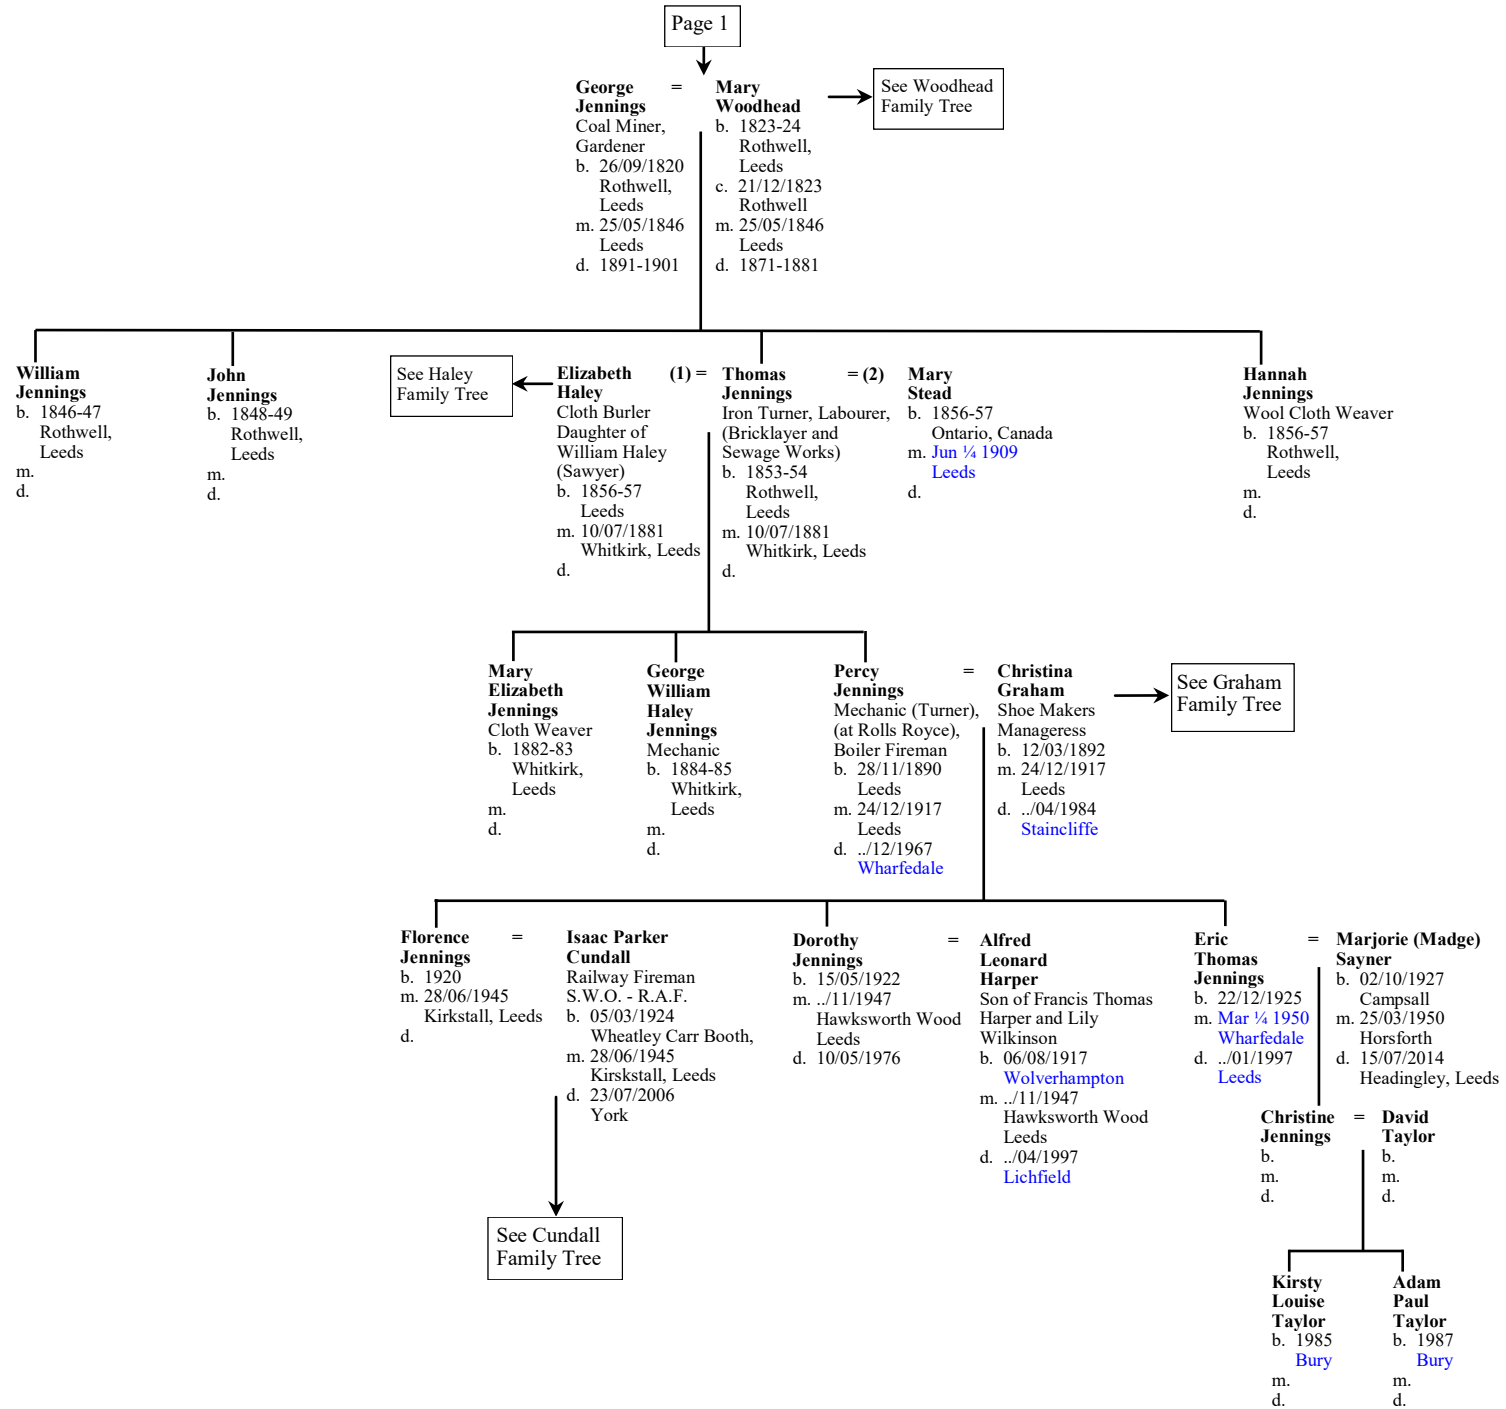 Page 1
George =
Jennings
Coal Miner,
Gardener
b. 26/09/1820
Rothwell,
Leeds
m. 25/05/1846
Leeds
d. 1891-1901
Mary
Woodhead
b. 1823-24
Rothwell,
Leeds
c. 21/12/1823
Rothwell
m. 25/05/1846
Leeds
d. 1871-1881
See Woodhead
Family Tree
William
Jennings
b. 1846-47
Rothwell,
Leeds
m.
d.
John
Jennings
b. 1848-49
Rothwell,
Leeds
m.
d.
See Haley
Family Tree
Elizabeth (1) =
Haley
Cloth Burler
Daughter of
William Haley
(Sawyer)
b. 1856-57
Leeds
m. 10/07/1881
Whitkirk, Leeds
d.
Thomas = (2)
Jennings
Iron Turner, Labourer,
(Bricklayer and
Sewage Works)
b. 1853-54
Rothwell,
Leeds
m. 10/07/1881
Whitkirk, Leeds
d.
Mary
Stead
b. 1856-57
Ontario, Canada
m. Jun ¼ 1909
Leeds
d.
Hannah
Jennings
Wool Cloth Weaver
b. 1856-57
Rothwell,
Leeds
m.
d.
Mary
Elizabeth
Jennings
Cloth Weaver
b. 1882-83
Whitkirk,
Leeds
m.
d.
George
William
Haley
Jennings
Mechanic
b. 1884-85
Whitkirk,
Leeds
m.
d.
Percy =
Jennings
Mechanic (Turner),
(at Rolls Royce),
Boiler Fireman
b. 28/11/1890
Leeds
m. 24/12/1917
Leeds
d. ../12/1967
Wharfedale
Christina
Graham
Shoe Makers
Manageress
b. 12/03/1892
m. 24/12/1917
Leeds
d. ../04/1984
Staincliffe
See Graham
Family Tree
Florence =
Jennings
b. 1920
m. 28/06/1945
Kirkstall, Leeds
d.
Isaac Parker
Cundall
Railway Fireman
S.W.O. - R.A.F.
b. 05/03/1924
Wheatley Carr Booth,
m. 28/06/1945
Kirskstall, Leeds
d. 23/07/2006
York
See Cundall
Family Tree
Dorothy =
Jennings
b. 15/05/1922
m. ../11/1947
Hawksworth Wood
Leeds
d. 10/05/1976
Alfred
Leonard
Harper
Son of Francis Thomas
Harper and Lily
Wilkinson
b. 06/08/1917
Wolverhampton
m. ../11/1947
Hawksworth Wood
Leeds
d. ../04/1997
Lichfield
Eric =
Thomas
Jennings
b. 22/12/1925
m. Mar ¼ 1950
Wharfedale
d. ../01/1997
Leeds
Marjorie (Madge)
Sayner
b. 02/10/1927
Campsall
m. 25/03/1950
Horsforth
d. 15/07/2014
Headingley, Leeds
Christine =
Jennings
b.
m.
d.
David
Taylor
b.
m.
d.
Kirsty
Louise
Taylor
b. 1985
Bury
m.
d.
Adam
Paul
Taylor
b. 1987
Bury
m.
d.